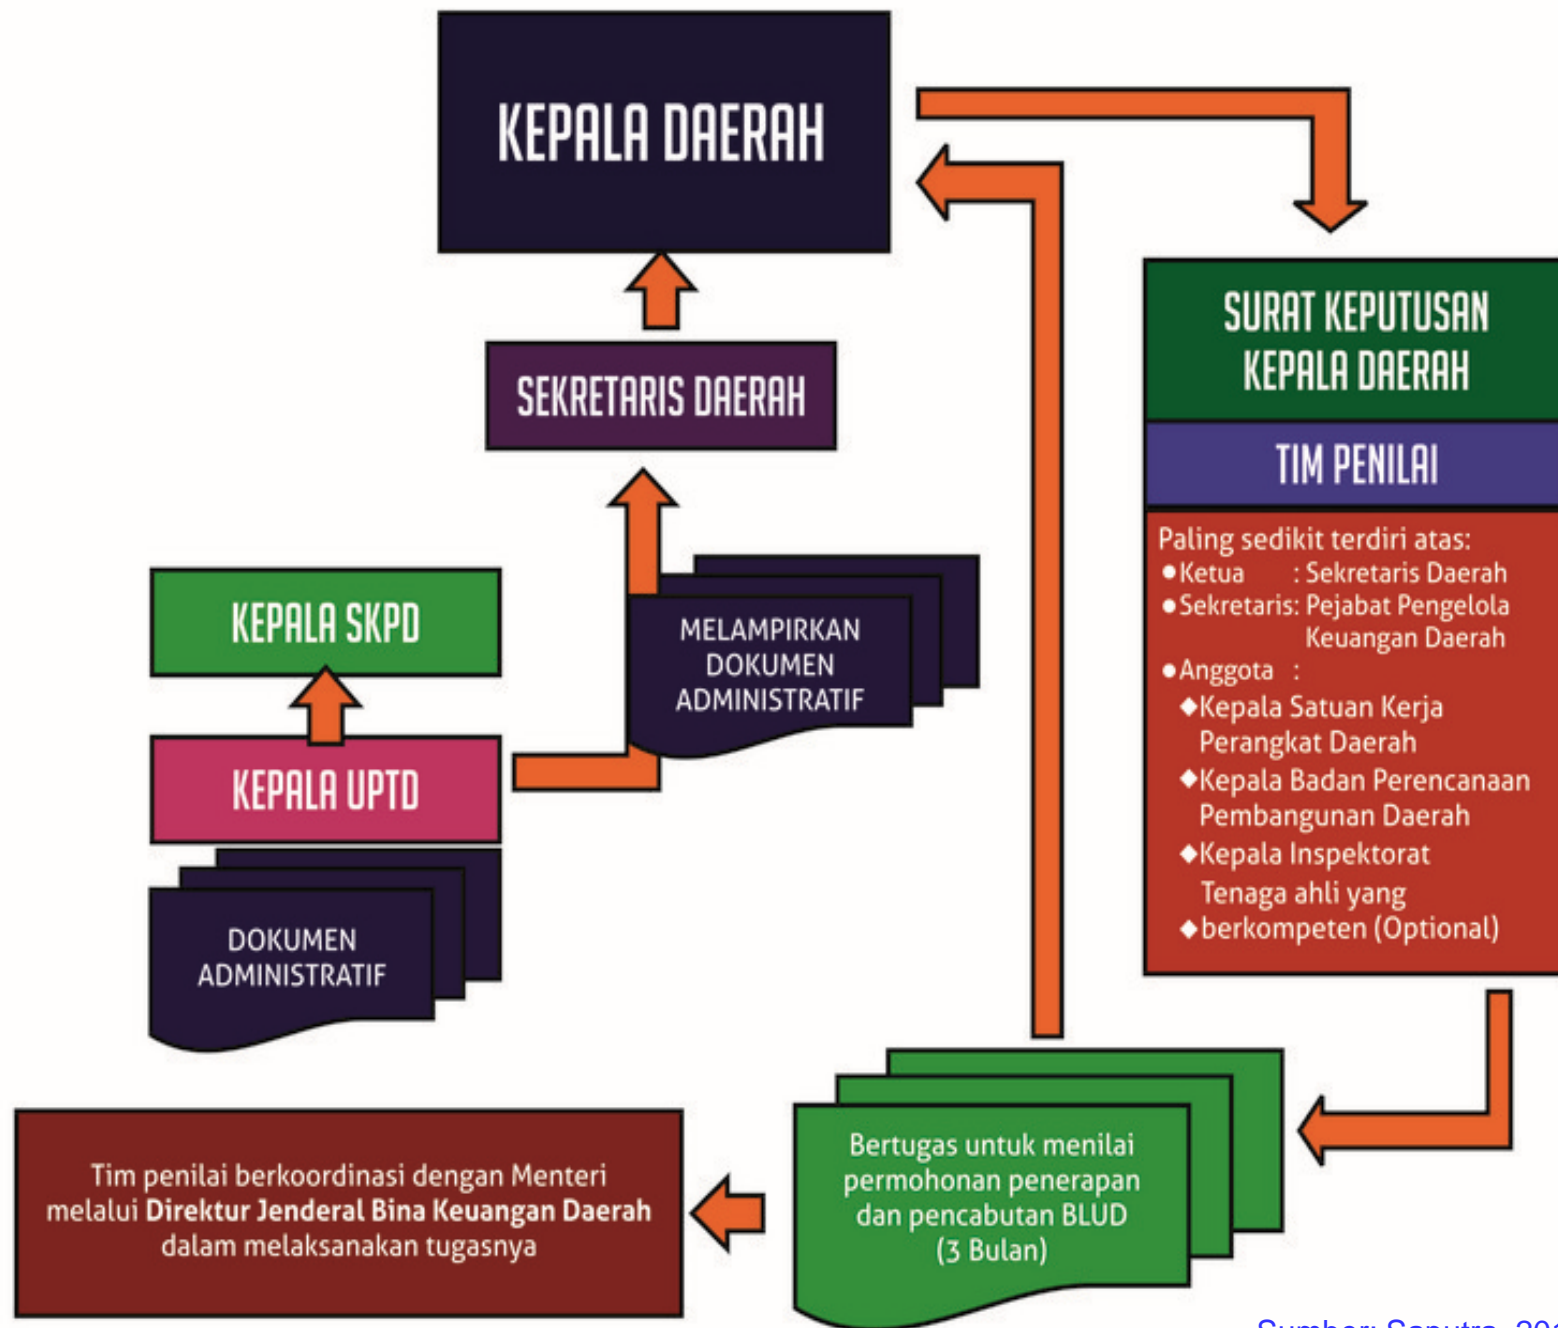 KEPALA DAERAH
SEKRETARIS DAERAH
KEPALA SKPD
KEPALA UPTD
DOKUMEN
ADMINISTRATIF
MELAMPIRKAN
DOKUMEN
ADMINISTRATIF
SURAT KEPUTUSAN
KEPALA DAERAH
TIM PENILAI
Paling sedikit terdiri atas:
●Ketua : Sekretaris Daerah
●Sekretaris: Pejabat Pengelola
Keuangan Daerah
●Anggota :
◆Kepala Satuan Kerja
Perangkat Daerah
◆Kepala Badan Perencanaan
Pembangunan Daerah
◆Kepala Inspektorat
Tenaga ahli yang
◆berkompeten (Optional)
Bertugas untuk menilai
permohonan penerapan
dan pencabutan BLUD
(3 Bulan)
Tim penilai berkoordinasi dengan Menteri
melalui Direktur Jenderal Bina Keuangan Daerah
dalam melaksanakan tugasnya
Sumber: Saputra,